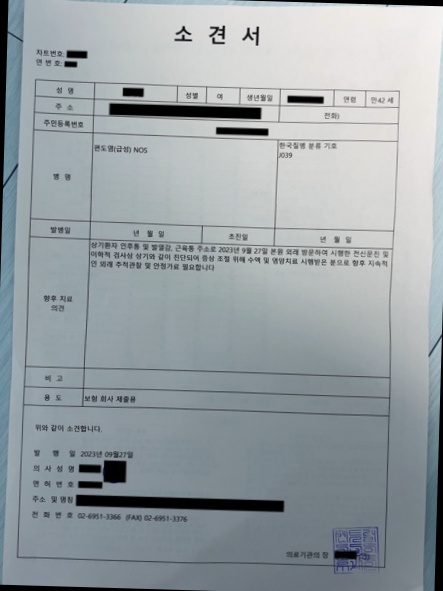 소 견 서
차트번호:
연 번 호:
성 명 성별 여 생년월일 연령 만42 세
주 소 전화)
주민등록번호
병 명 편도염(급성) NOS 한국질병 분류 기호
J039
발병일 년 월 일 초진일 년 월 일
향후 치료
의견
상기환자 인후통 및 발열감, 근육통 주소로 2023년 9월 27일 본원 외래 방문하여 시행한 전신문진 및
이학적 검사상 상기와 같이 진단되어 증상 조절 위해 수액 및 영양치료 시행받은 분으로 향후 지속적
인 외래 추적관찰 및 안정가료 필요합니다
비 고
용 도 보험 회사 제출용
위와 같이 소견합니다.
발 행 일 2023년 09월27일
의 사 성 명
면 허 번 호
주소 및 명칭
전 화 번 호 02-6951-3366 (FAX) 02-6951-3376
의료기관의 장